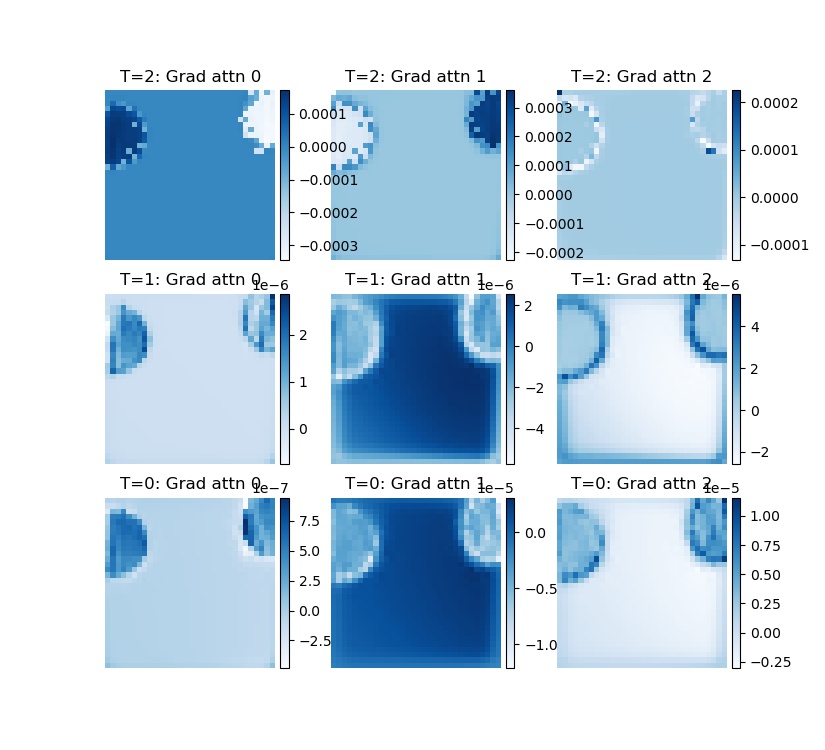 T=2: Grad attn 0
T=2: Grad attn 1
T=2: Grad attn 2
0.0001
0.0000
−0.0001
−0.0002
−0.0003
0.0003
0.0002
0.0001
0.0000
−0.0001
−0.0002
0.0002
0.0001
0.0000
−0.0001
T=1: Grad attn 0
1e−6
T=1: Grad attn 1
1e−6
T=1: Grad attn 2
1e−6
2
1
0
2
0
−2
−4
4
2
0
−2
T=0: Grad attn 0
1e−7
T=0: Grad attn 1
1e−5
T=0: Grad attn 2
1e−5
7.5
5.0
2.5
0.0
−2.5
0.0
−0.5
−1.0
1.00
0.75
0.50
0.25
0.00
−0.25